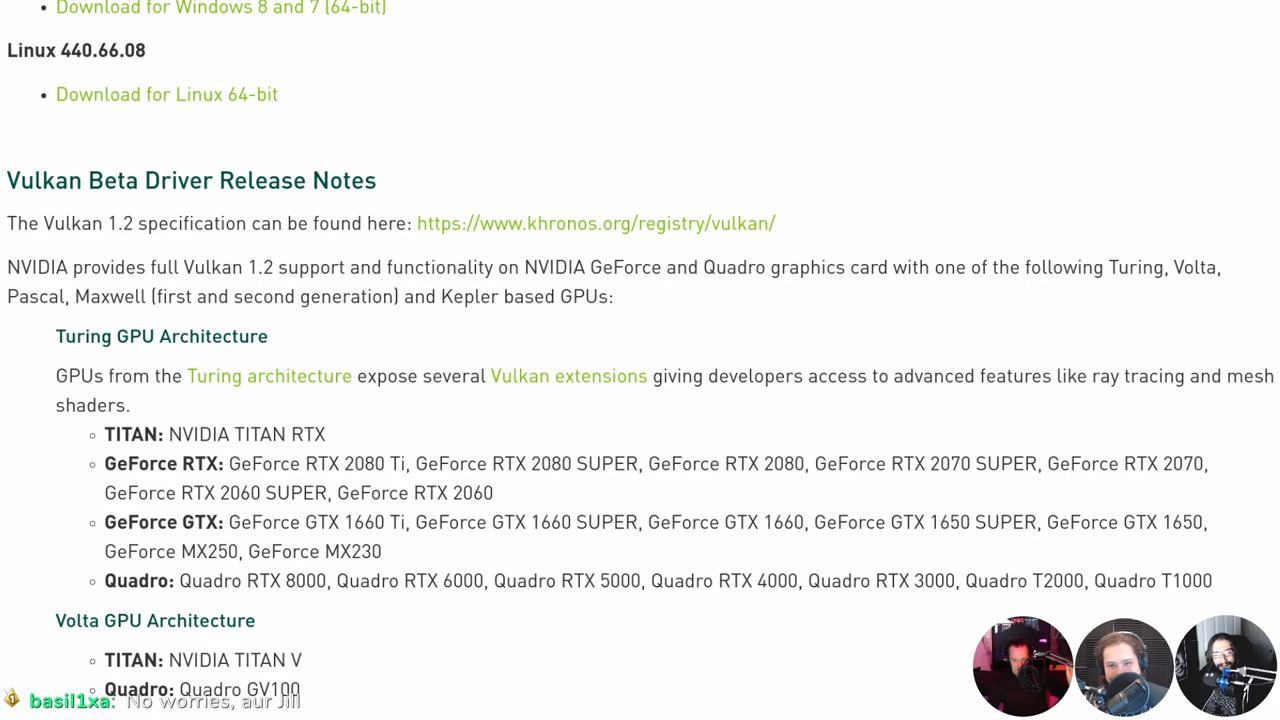 Download for Windows 8 and 7 (64-bit)
Linux 440.66.08
Download for Linux 64-bit
Vulkan Beta Driver Release Notes
The Vulkan 1.2 specification can be found here: https://www.khronos.org/registry/vulkan/
NVIDIA provides full Vulkan 1.2 support and functionality on NVIDIA GeForce and Quadro graphics card with one of the following Turing, Volta,
Pascal, Maxwell (first and second generation) and Kepler based GPUs:
Turing GPU Architecture
GPUs from the Turing architecture expose several Vulkan extensions giving developers access to advanced features like ray tracing and mesh
shaders.
TITAN: NVIDIA TITAN RTX
GeForce RTX: GeForce RTX 2080 Ti, GeForce RTX 2080 SUPER, GeForce RTX 2080, GeForce RTX 2070 SUPER, GeForce RTX 2070,
GeForce RTX 2060 SUPER, GeForce RTX 2060
GeForce GTX: GeForce GTX 1660 Ti, GeForce GTX 1660 SUPER, GeForce GTX 1660, GeForce GTX 1650 SUPER, GeForce GTX 1650,
GeForce MX250, GeForce MX230
Quadro: Quadro RTX 8000, Quadro RTX 6000, Quadro RTX 5000, Quadro RTX 4000, Quadro RTX 3000, Quadro T2000, Quadro T1000
Volta GPU Architecture
TITAN: NVIDIA TITAN V
Quadro: Quadro GV100
basil1xa: No worries, aur Jill